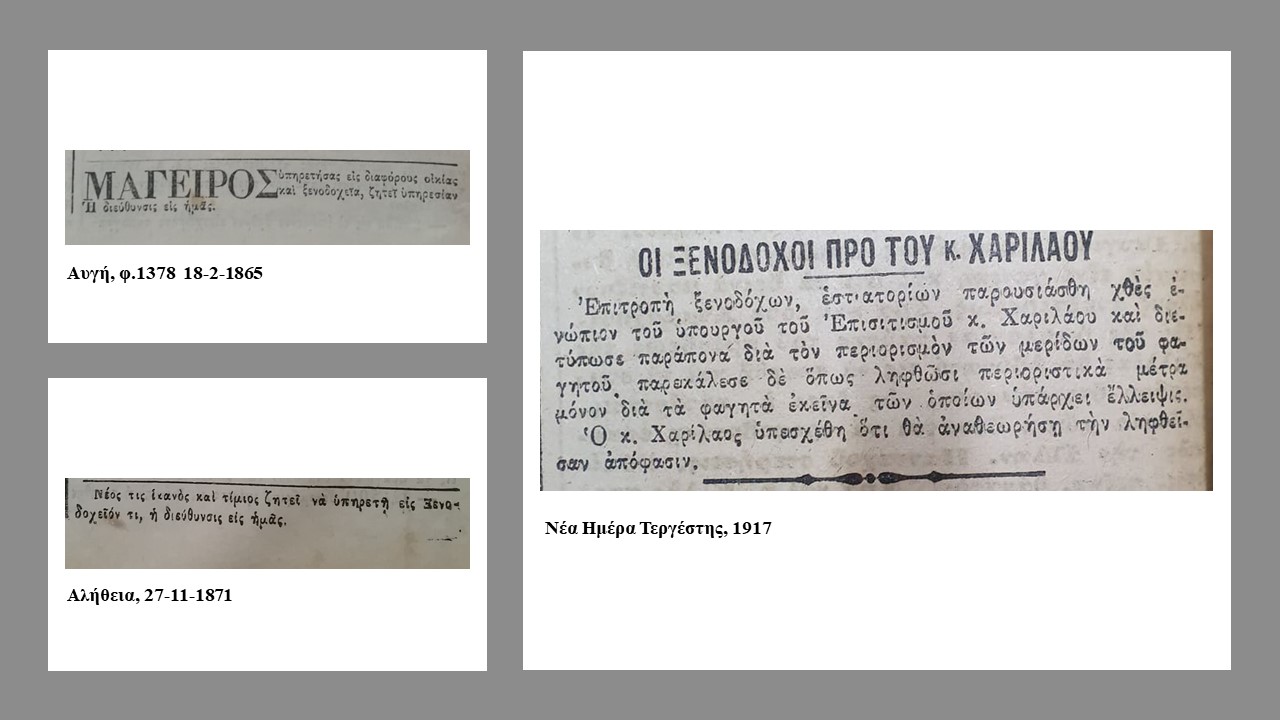 ΜΑΓΕΙΡΟΣ ὑπηρετήσας εἰς διαφόρους οἰκίας
καὶ ξενοδοχεῖα, ζητεῖ ὑπηρεσίαν
Ἡ διεύθυνσις εἰς ἡμᾶς.
Αυγή, φ.1378 18-2-1865
Νέος τις ἱκανὸς καὶ τίμιος ζητεῖ νὰ ὑπηρετῇ εἰς Ξενο-
δοχεῖόν τι, ἡ διεύθυνσις εἰς ἡμᾶς.
Αλήθεια, 27-11-1871
ΟΙ ΞΕΝΟΔΟΧΟΙ ΠΡΟ ΤΟΥ κ. ΧΑΡΙΛΑΟΥ
Ἐπιτροπὴ ξενοδόχων, ἑστιατορίων παρουσιάσθη χθὲς ἐ-
νώπιον τοῦ ὑπουργοῦ τοῦ Ἐπισιτισμοῦ κ. Χαριλάου καὶ διε-
τύπωσε παράπονα διὰ τὸν περιορισμὸν τῶν μερίδων τοῦ φα-
γητοῦ παρεκάλεσε δὲ ὅπως ληφθῶσι περιοριστικὰ μέτρα
μόνον διὰ τὰ φαγητὰ ἐκεῖνα τῶν ὁποίων ὑπάρχει ἔλλειψις.
Ὁ κ. Χαρίλαος ὑπεσχέθη ὅτι θὰ ἀναθεωρήσῃ τὴν ληφθεῖ-
σαν ἀπόφασιν.
Νέα Ημέρα Τεργέστης, 1917